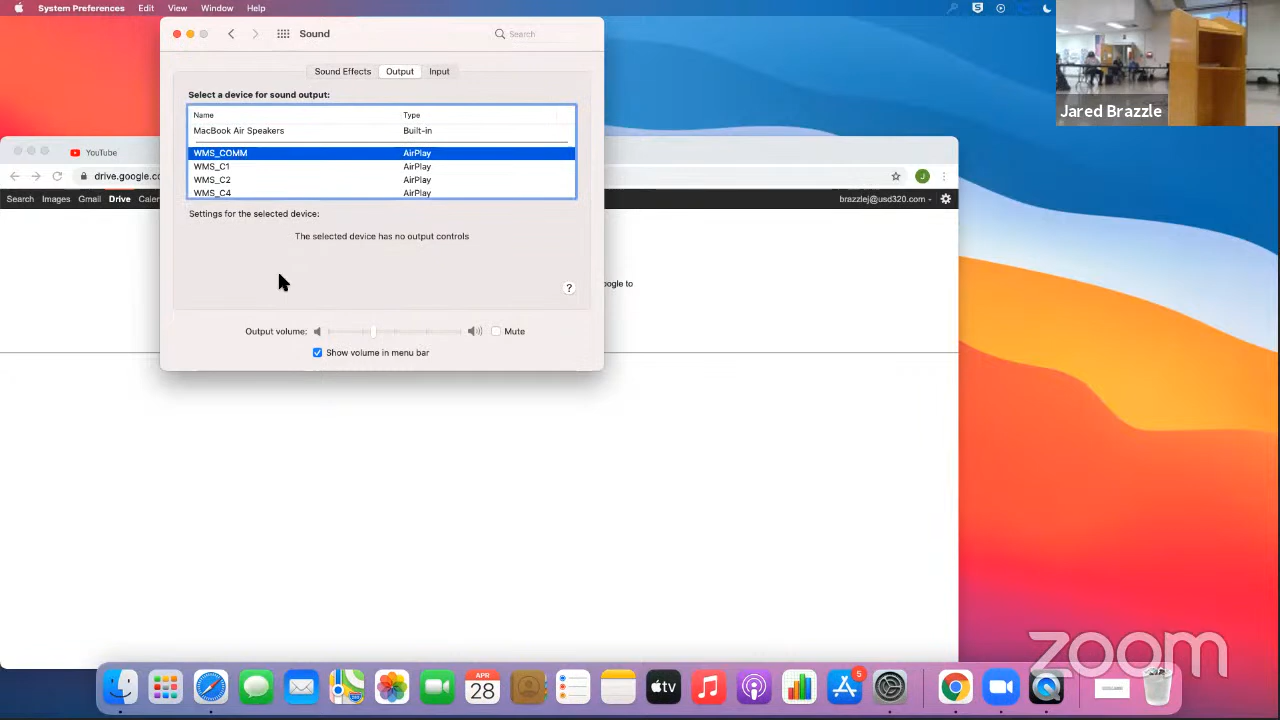 System Preferences Edit View Window Help
Sound
Search
Sound Effects Output Input
Select a device for sound output:
Name Type
MacBook Air Speakers Built-in
WMS_COMM AirPlay
WMS_C1 AirPlay
WMS_C2 AirPlay
WMS_C4 AirPlay
Settings for the selected device:
The selected device has no output controls
?
Output volume: Mute
Show volume in menu bar
Jared Brazzle
YouTube
drive.google.co
J
Search Images Gmail Drive Caler
brazzlej@usd320.com
oogle to
zoom
APR
28
tv
5